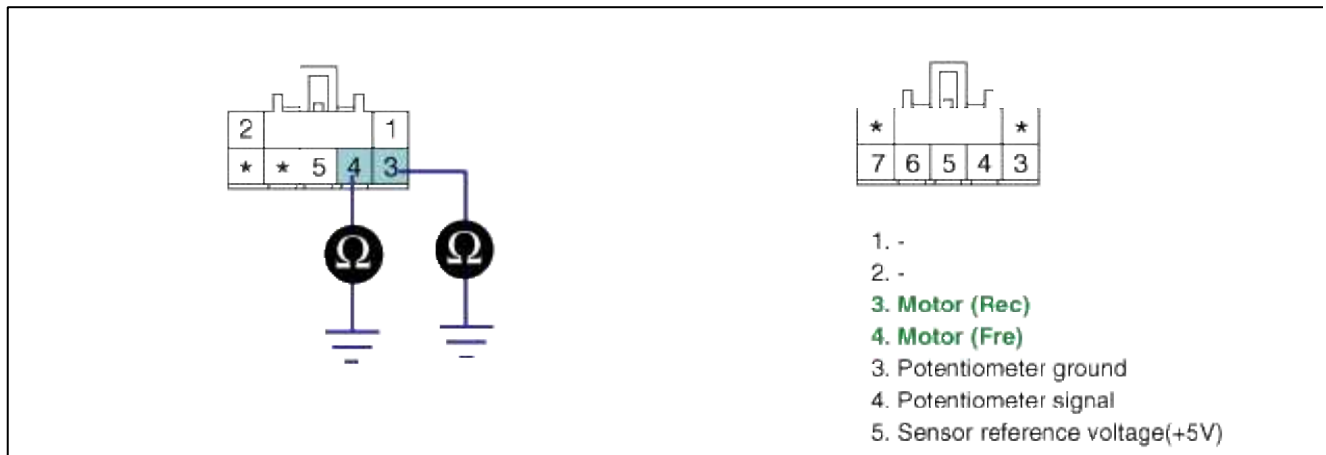 2 1
* * 5 4 3
Ω Ω
* *
7 6 5 4 3
1. -
2. -
3. Motor (Rec)
4. Motor (Fre)
3. Potentiometer ground
4. Potentiometer signal
5. Sensor reference voltage(+5V)